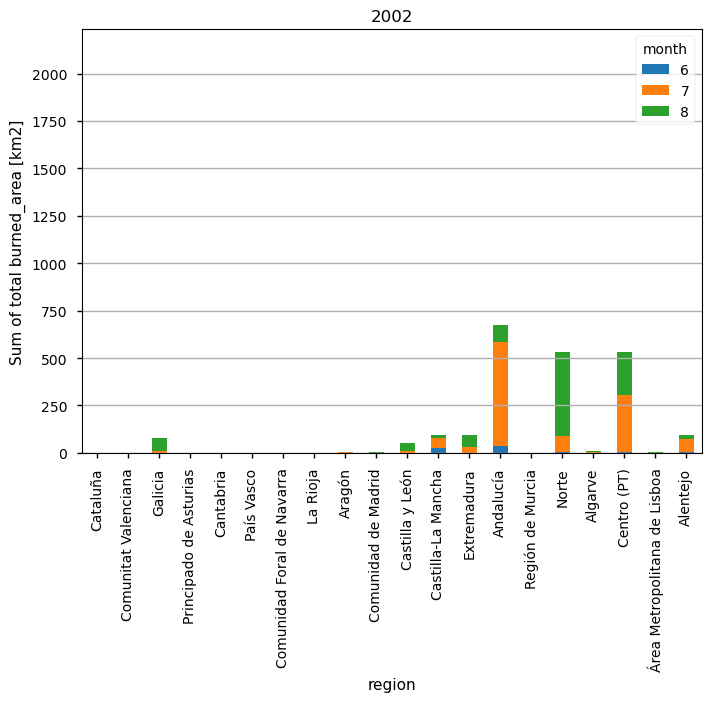 2002
month
6
7
8
Sum of total burned_area [km2]
2000
1750
1500
1250
1000
750
500
250
0
Cataluña
Comunitat Valenciana
Galicia
Principado de Asturias
Cantabria
País Vasco
Comunidad Foral de Navarra
La Rioja
Aragón
Comunidad de Madrid
Castilla y León
Castilla-La Mancha
Extremadura
Andalucía
Región de Murcia
Norte
Algarve
Centro (PT)
Área Metropolitana de Lisboa
Alentejo
region